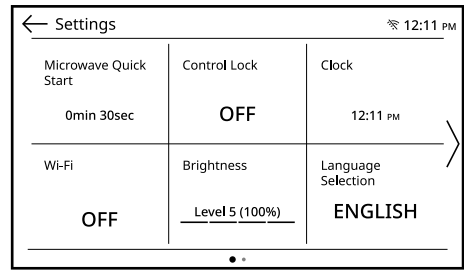 Settings
12:11 PM
Microwave Quick
Start
0min 30sec
Control Lock
OFF
Clock
12:11 PM
Wi-Fi
OFF
Brightness
Level 5 (100%)
Language
Selection
ENGLISH